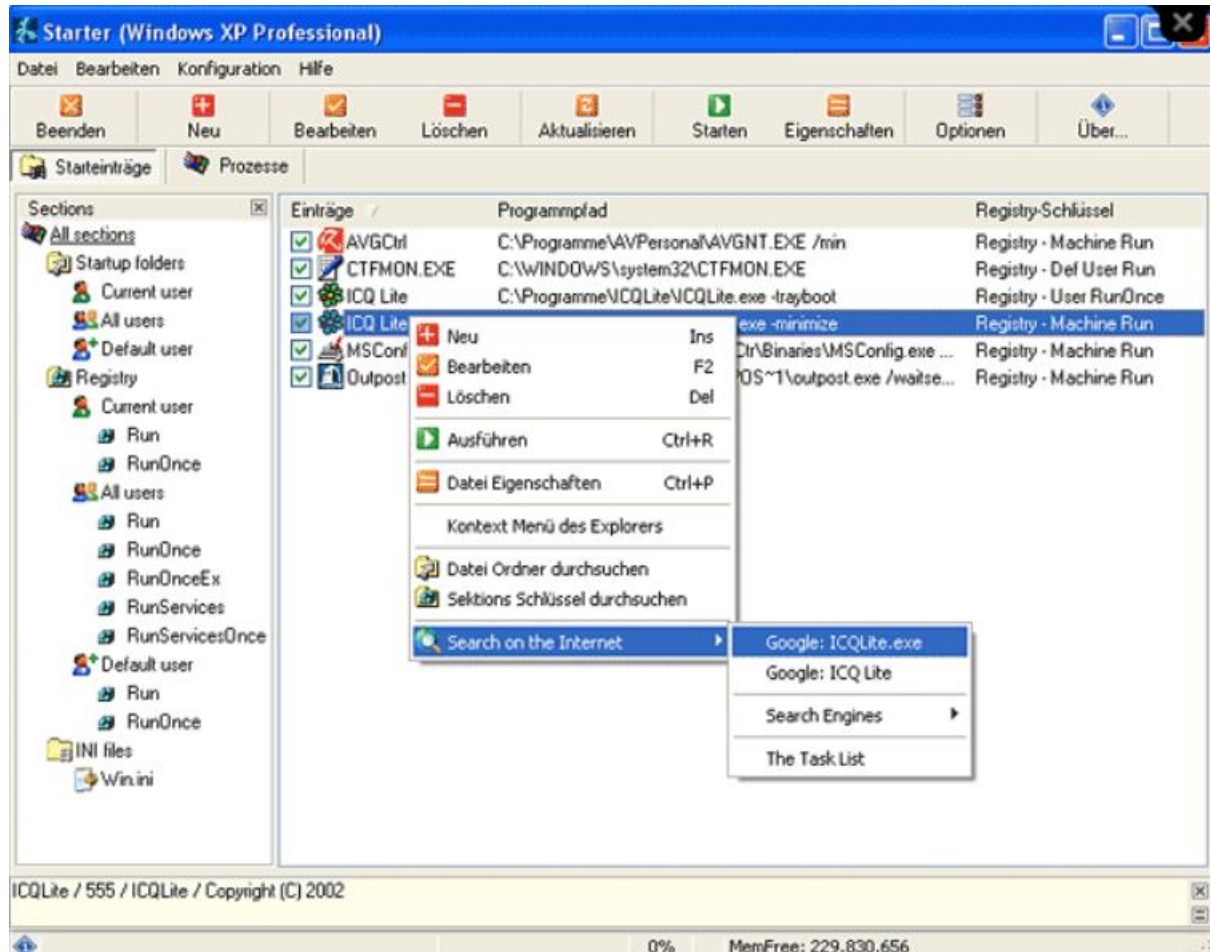 Starter (Windows XP Professional)
Datei Bearbeiten Konfiguration Hilfe
Beenden Neu Bearbeiten Löschen Aktualisieren Starten Eigenschaften Optionen Über...
Starteinträge Prozesse
Sections
All sections
Startup folders
Current user
All users
Default user
Registry
Current user
Run
RunOnce
All users
Run
RunOnce
RunOnceEx
RunServices
RunServicesOnce
Default user
Run
RunOnce
INI files
Win.ini
Einträge Programmpfad Registry-Schlüssel
AVGCtrl C:\Programme\AVPersonal\AVGNT.EXE /min Registry - Machine Run
CTFMON.EXE C:\WINDOWS\system32\CTFMON.EXE Registry - Def User Run
ICQ Lite C:\Programme\ICQLite\ICQLite.exe -trayboot Registry - User RunOnce
ICQ Lite exe -minimize Registry - Machine Run
MSConf Ctr\Binaries\MSConfig.exe ... Registry - Machine Run
Outpost OS~1\outpost.exe /waitse... Registry - Machine Run
Neu Ins
Bearbeiten F2
Löschen Del
Ausführen Ctrl+R
Datei Eigenschaften Ctrl+P
Kontext Menü des Explorers
Datei Ordner durchsuchen
Sektions Schlüssel durchsuchen
Search on the Internet
Google: ICQLite.exe
Google: ICQ Lite
Search Engines
The Task List
ICQLite / 555 / ICQLite / Copyright (C) 2002
0% MemFree: 229.830.656